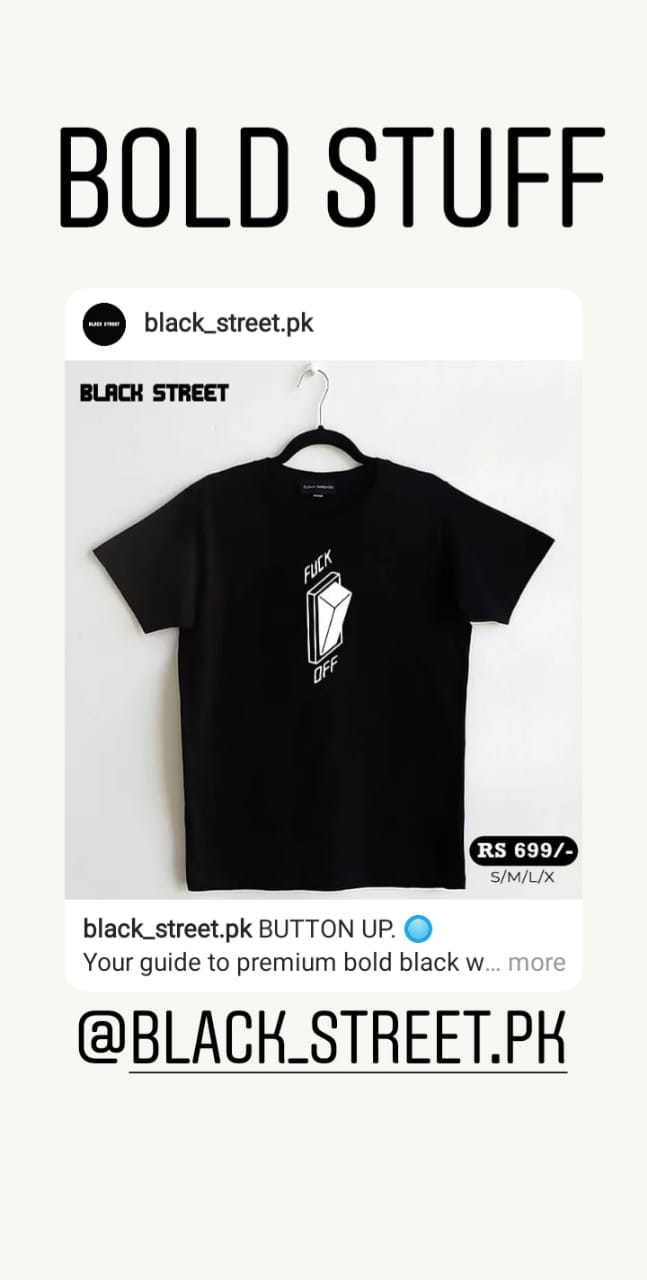 BOLD STUFF
BLACK STREET
black_street.pk
BLACK STREET
FUCK
OFF
RS 699/-
S/M/L/X
black_street.pk BUTTON UP.
Your guide to premium bold black w... more
@BLACK_STREET.PK